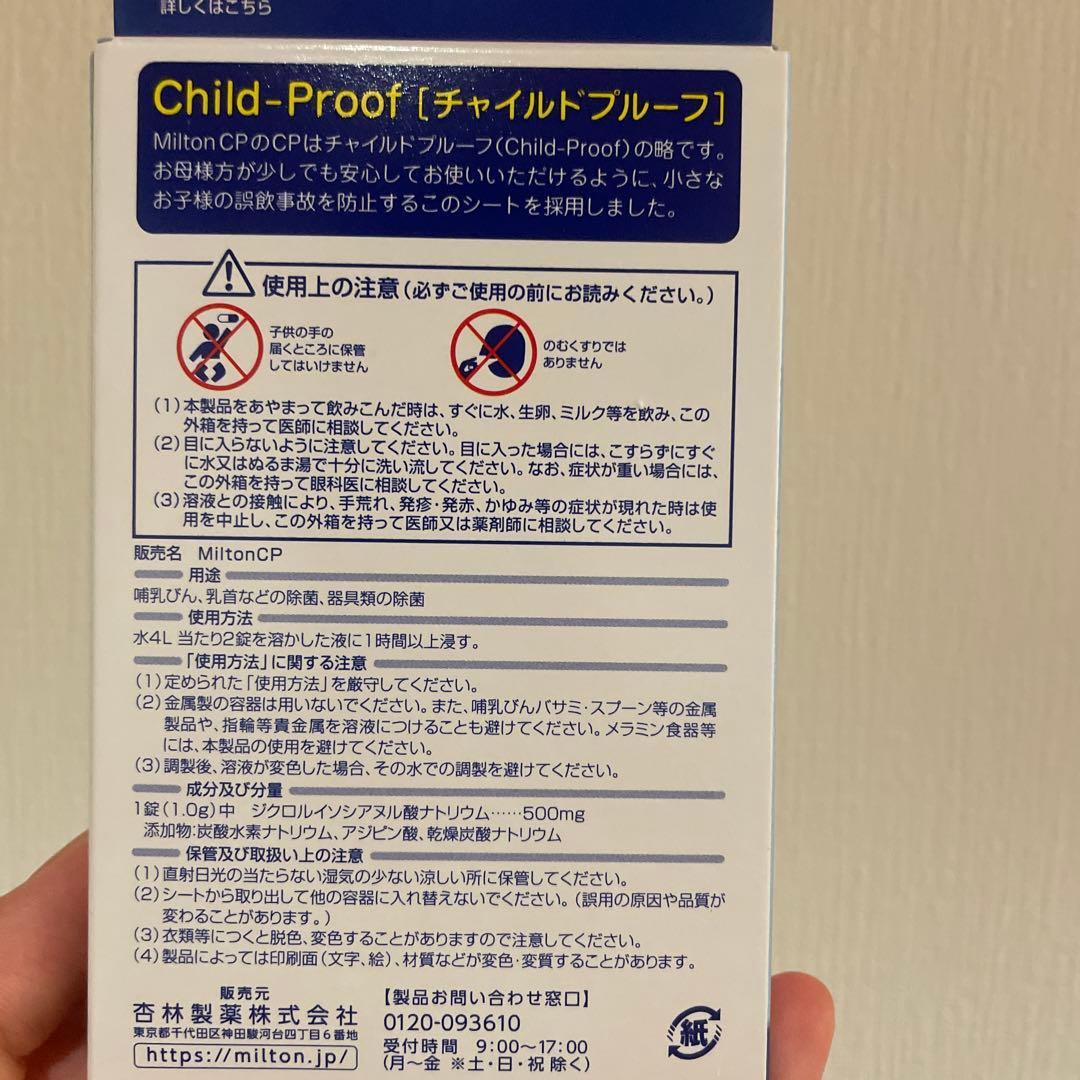 詳しくはこちら
Child-Proof [チャイルドプルーフ]
MiltonCPのCPはチャイルドプルーフ(Child-Proof)の略です。
お母様方が少しでも安心してお使いいただけるように、小さな
お子様の誤飲事故を防止するこのシートを採用しました。
使用上の注意(必ずご使用の前にお読みください。)
子供の手の
届くところに保管
してはいけません
のむくすりでは
ありません
(1)本製品をあやまって飲みこんだ時は、すぐに水、生卵、ミルク等を飲み、この
外箱を持って医師に相談してください。
(2)目に入らないように注意してください。目に入った場合には、こすらずにすぐ
に水又はぬるま湯で十分に洗い流してください。なお、症状が重い場合には、
この外箱を持って眼科医に相談してください。
(3)溶液との接触により、手荒れ、発疹・発赤、かゆみ等の症状が現れた時は使
用を中止し、この外箱を持って医師又は薬剤師に相談してください。
販売名 MiltonCP
用途
哺乳びん、乳首などの除菌、器具類の除菌
使用方法
水4L 当たり2錠を溶かした液に1時間以上浸す。
「使用方法」に関する注意
(1)定められた「使用方法」を厳守してください。
(2)金属製の容器は用いないでください。また、哺乳びんバサミ・スプーン等の金属
製品や、指輪等貴金属を溶液につけることも避けてください。メラミン食器等
には、本製品の使用を避けてください。
(3)調製後、溶液が変色した場合、その水での調製を避けてください。
成分及び分量
1錠(1.0g)中 ジクロルイソシアヌル酸ナトリウム……500mg
添加物:炭酸水素ナトリウム、アジピン酸、乾燥炭酸ナトリウム
保管及び取扱い上の注意
(1)直射日光の当たらない湿気の少ない涼しい所に保管してください。
(2)シートから取り出して他の容器に入れ替えないでください。(誤用の原因や品質が
変わることがあります。)
(3)衣類等につくと脱色、変色することがありますので注意してください。
(4)製品によっては印刷面(文字、絵)、材質などが変色・変質することがあります。
販売元
杏林製薬株式会社
東京都千代田区神田駿河台四丁目6番地
https://milton.jp/
【製品お問い合わせ窓口】
0120-093610
受付時間 9:00～17:00
(月～金 ※土・日・祝 除く)
紙